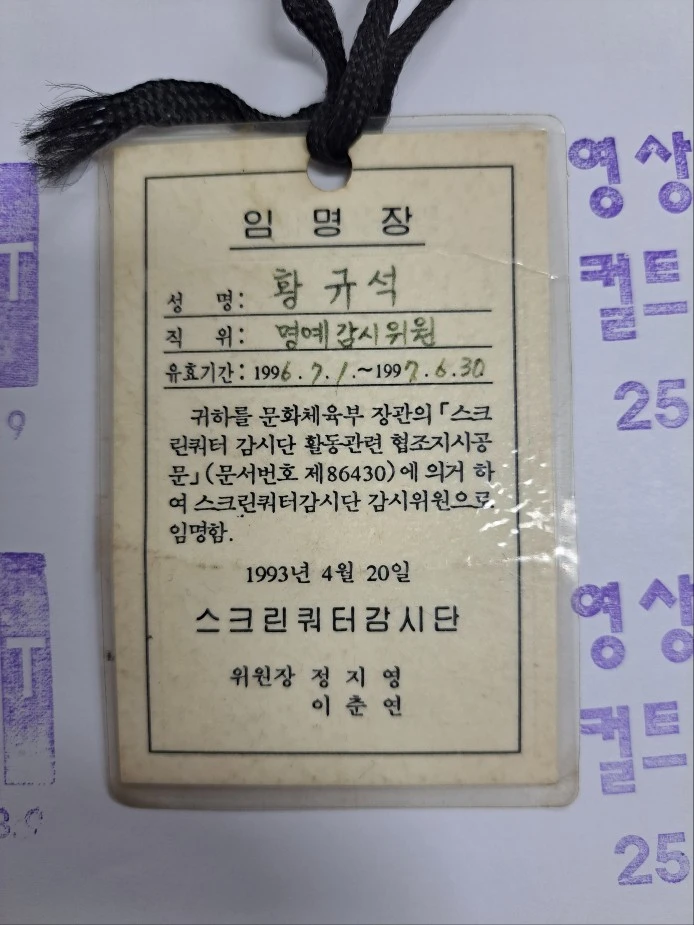 임 명 장
성 명: 황규석
직 위: 명예감시위원
유효기간: 1996.7.1.~1997.6.30
귀하를 문화체육부 장관의 「스크
린쿼터 감시단 활동관련 협조지시공
문」(문서번호 제86430)에 의거 하
여 스크린쿼터감시단 감시위원으로
임명함.
1993년 4월 20일
스크린쿼터감시단
위원장 정 지 영
이 춘 연
영상
컬트
25
영상
컬트
25
T
9
T